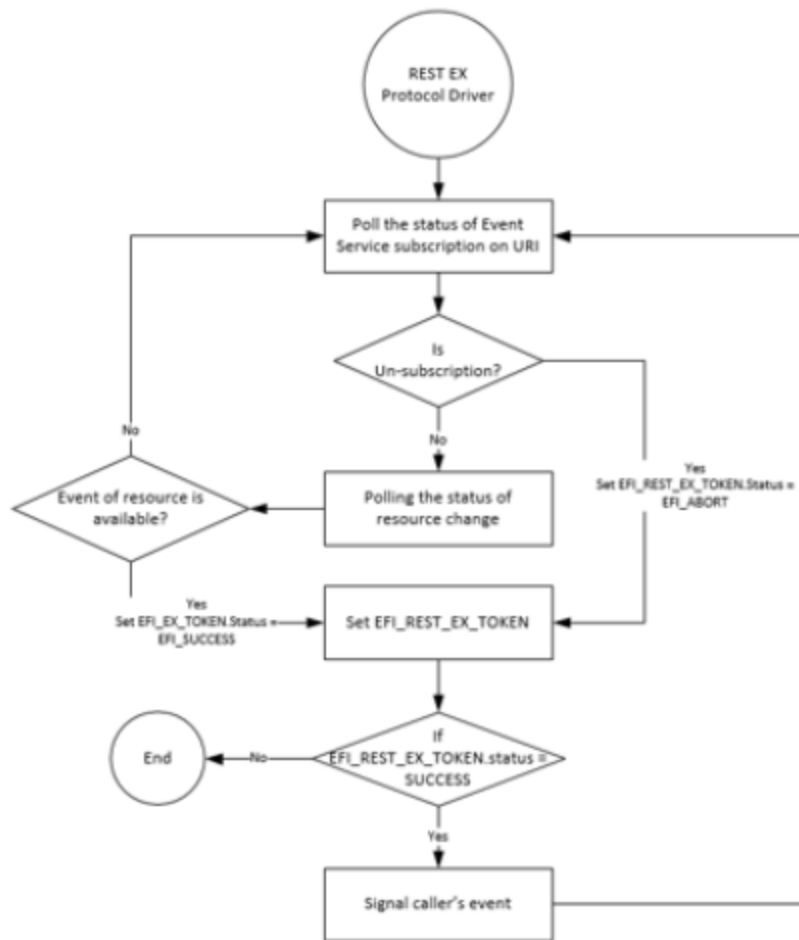 REST EX
Protocol Driver
Poll the status of Event
Service subscription on URI
Is
Un-subscription?
No
No
Yes
Set EFI_REST_EX_TOKEN.Status =
EFI_ABORT
Event of resource is
available?
Polling the status of
resource change
Yes
Set EFI_EX_TOKEN.Status =
EFI_SUCCESS
Set EFI_REST_EX_TOKEN
If
EFI_REST_EX_TOKEN.status =
SUCCESS
End
No
Yes
Signal caller's event